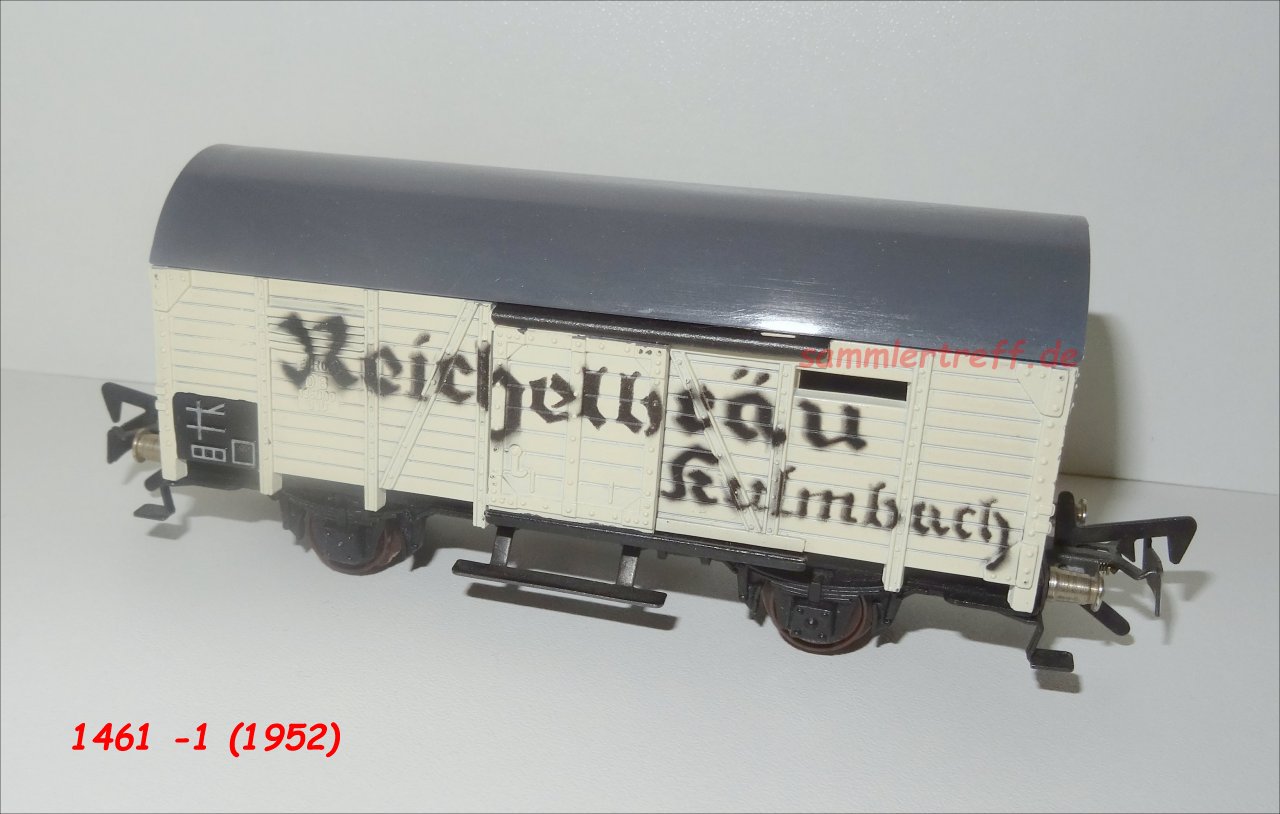 sammlertreff.de
Reichelbräu
Kulmbach
1461 -1 (1952)